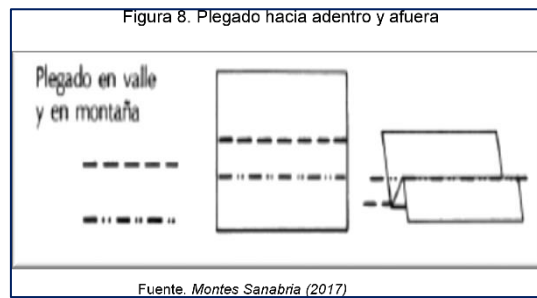 Figura 8. Plegado hacia adentro y afuera
Plegado en valle
y en montaña
Fuente. Montes Sanabria (2017)